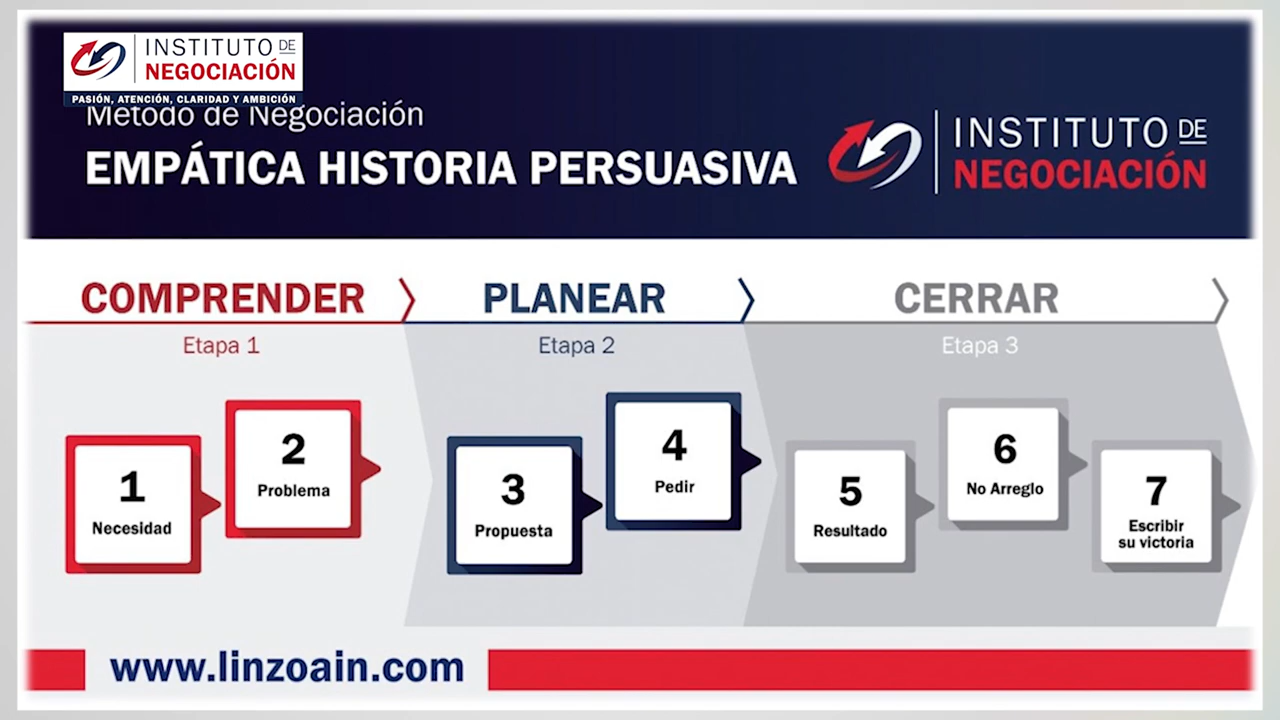 INSTITUTO DE
NEGOCIACIÓN
PASIÓN, ATENCIÓN, CLARIDAD Y AMBICIÓN
Método de Negociación
EMPÁTICA HISTORIA PERSUASIVA
INSTITUTO DE
NEGOCIACIÓN
COMPRENDER
PLANEAR
CERRAR
Etapa 1
Etapa 2
Etapa 3
1
Necesidad
2
Problema
3
Propuesta
4
Pedir
5
Resultado
6
No Arreglo
7
Escribir
su victoria
www.linzoain.com